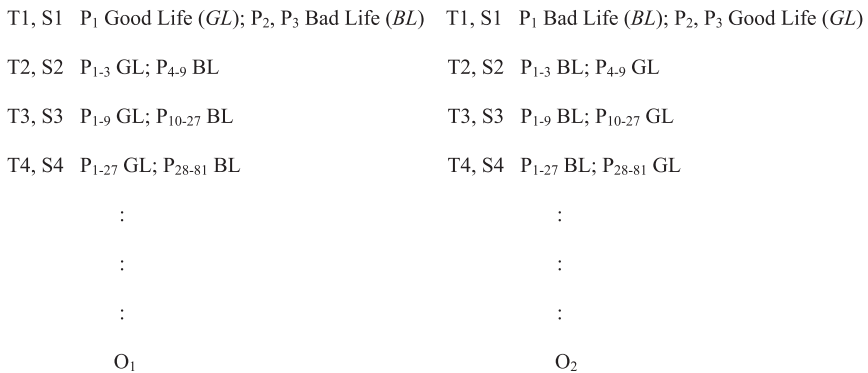 T1, S1 P₁ Good Life (GL); P₂, P₃ Bad Life (BL) T1, S1 P₁ Bad Life (BL); P₂, P₃ Good Life (GL)
T2, S2 P₁₋₃ GL; P₄₋₉ BL T2, S2 P₁₋₃ BL; P₄₋₉ GL
T3, S3 P₁₋₉ GL; P₁₀₋₂₇ BL T3, S3 P₁₋₉ BL; P₁₀₋₂₇ GL
T4, S4 P₁₋₂₇ GL; P₂₈₋₈₁ BL T4, S4 P₁₋₂₇ BL; P₂₈₋₈₁ GL
: :
: :
: :
O₁ O₂